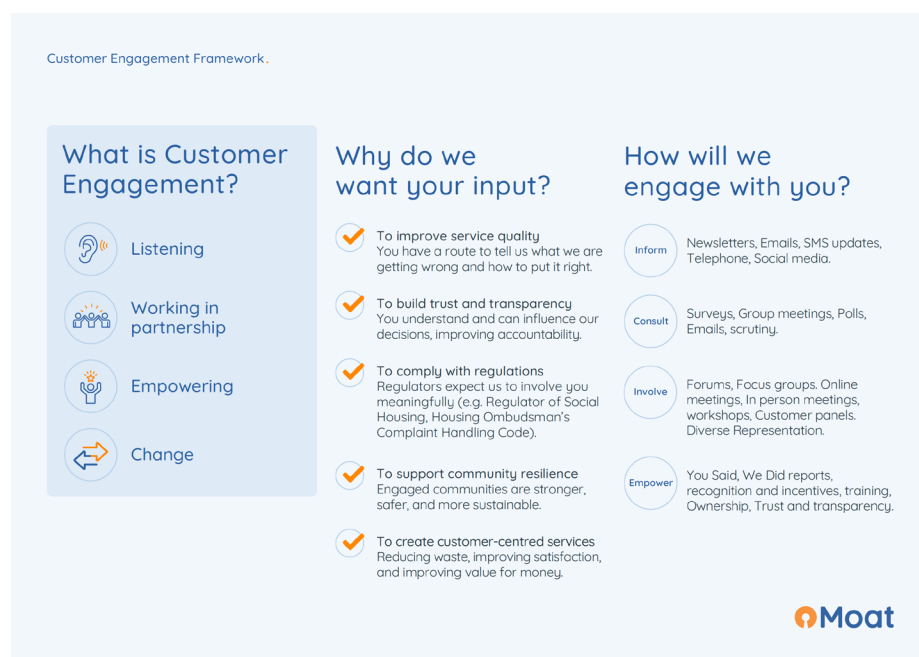 Customer Engagement Framework.
What is Customer
Engagement?
Listening
Working in
partnership
Empowering
Change
Why do we
want your input?
To improve service quality
You have a route to tell us what we are
getting wrong and how to put it right.
To build trust and transparency
You understand and can influence our
decisions, improving accountability.
To comply with regulations
Regulators expect us to involve you
meaningfully (e.g. Regulator of Social
Housing, Housing Ombudsman's
Complaint Handling Code).
To support community resilience
Engaged communities are stronger,
safer, and more sustainable.
To create customer-centred services
Reducing waste, improving satisfaction,
and improving value for money.
How will we
engage with you?
Inform
Newsletters, Emails, SMS updates,
Telephone, Social media.
Consult
Surveys, Group meetings, Polls,
Emails, scrutiny.
Involve
Forums, Focus groups. Online
meetings, In person meetings,
workshops, Customer panels.
Diverse Representation.
Empower
You Said, We Did reports,
recognition and incentives, training,
Ownership, Trust and transparency.
Moat